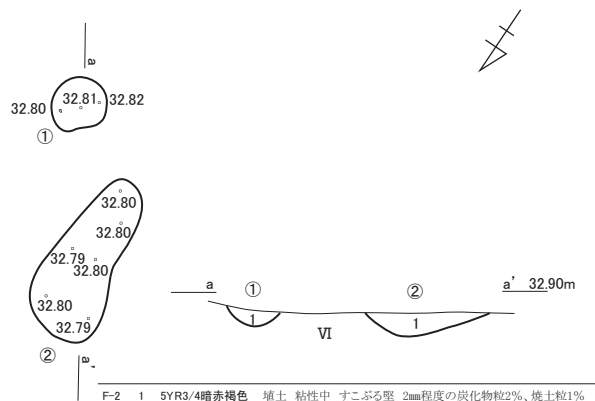 a
32.80 32.81 32.82
①
32.80
32.80
32.79
32.80
32.80
32.79
②
a'
a ① ② a' 32.90m
1 1
Ⅵ
F-2 1 5YR3/4暗赤褐色 埴土 粘性中 すこぶる堅 2㎜程度の炭化物粒2%、焼土粒1%